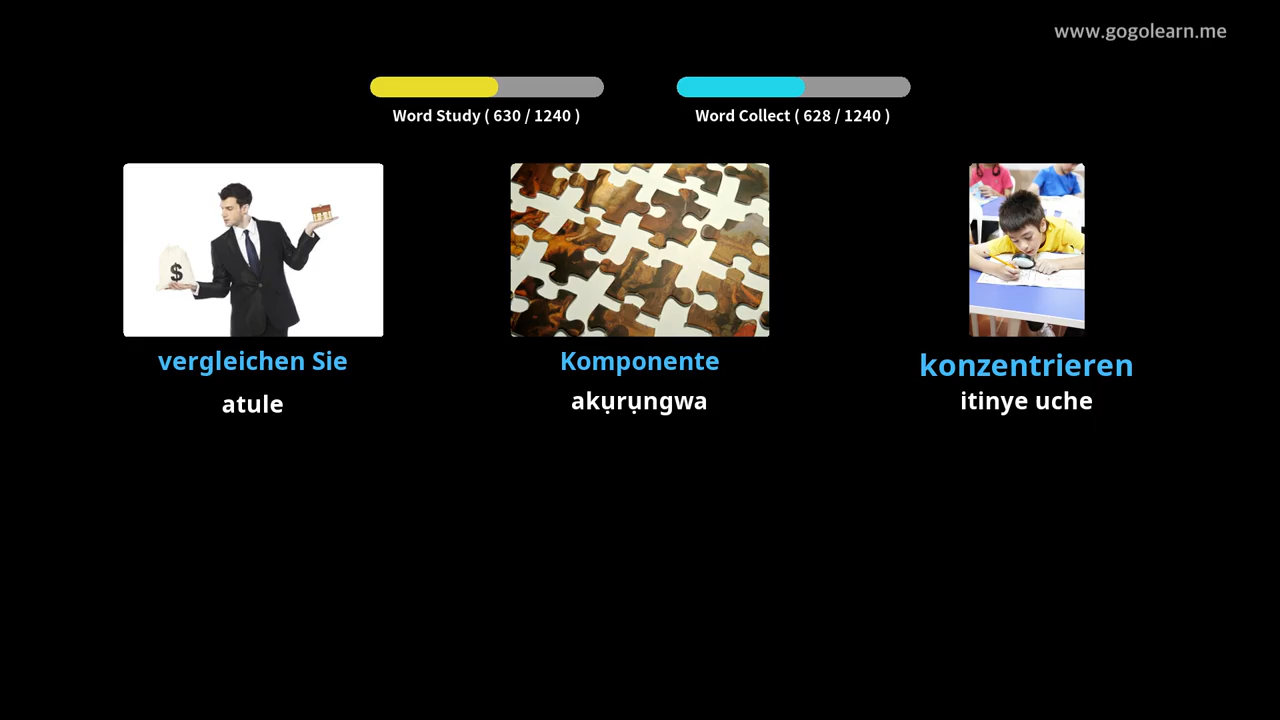 www.gogolearn.me
Word Study ( 630 / 1240 )
Word Collect ( 628 / 1240 )
$
vergleichen Sie
Komponente
konzentrieren
atule
akụrụngwa
itinye uche